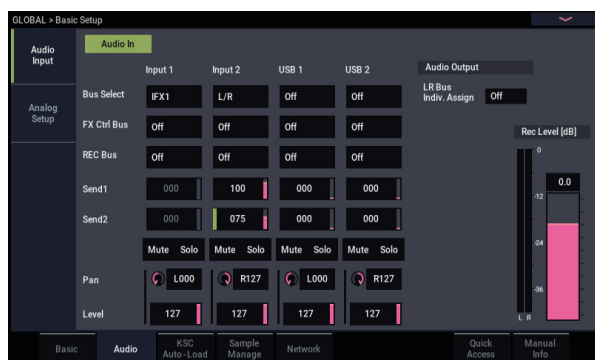 GLOBAL > Basic Setup
Audio Input
Analog Setup
Audio In
Input 1 Input 2 USB 1 USB 2
Bus Select IFX1 L/R Off Off
FX Ctrl Bus Off Off Off Off
REC Bus Off Off Off Off
Send1 000 100 000 000
Send2 000 075 000 000
Mute Solo Mute Solo Mute Solo Mute Solo
Pan L000 R127 L000 R127
Level 127 127 127 127
Audio Output
LR Bus
Indiv. Assign Off
Rec Level [dB]
0
0.0
-12
-24
-36
L R
Basic Audio KSC Auto-Load Sample Manage Network Quick Access Manual Info